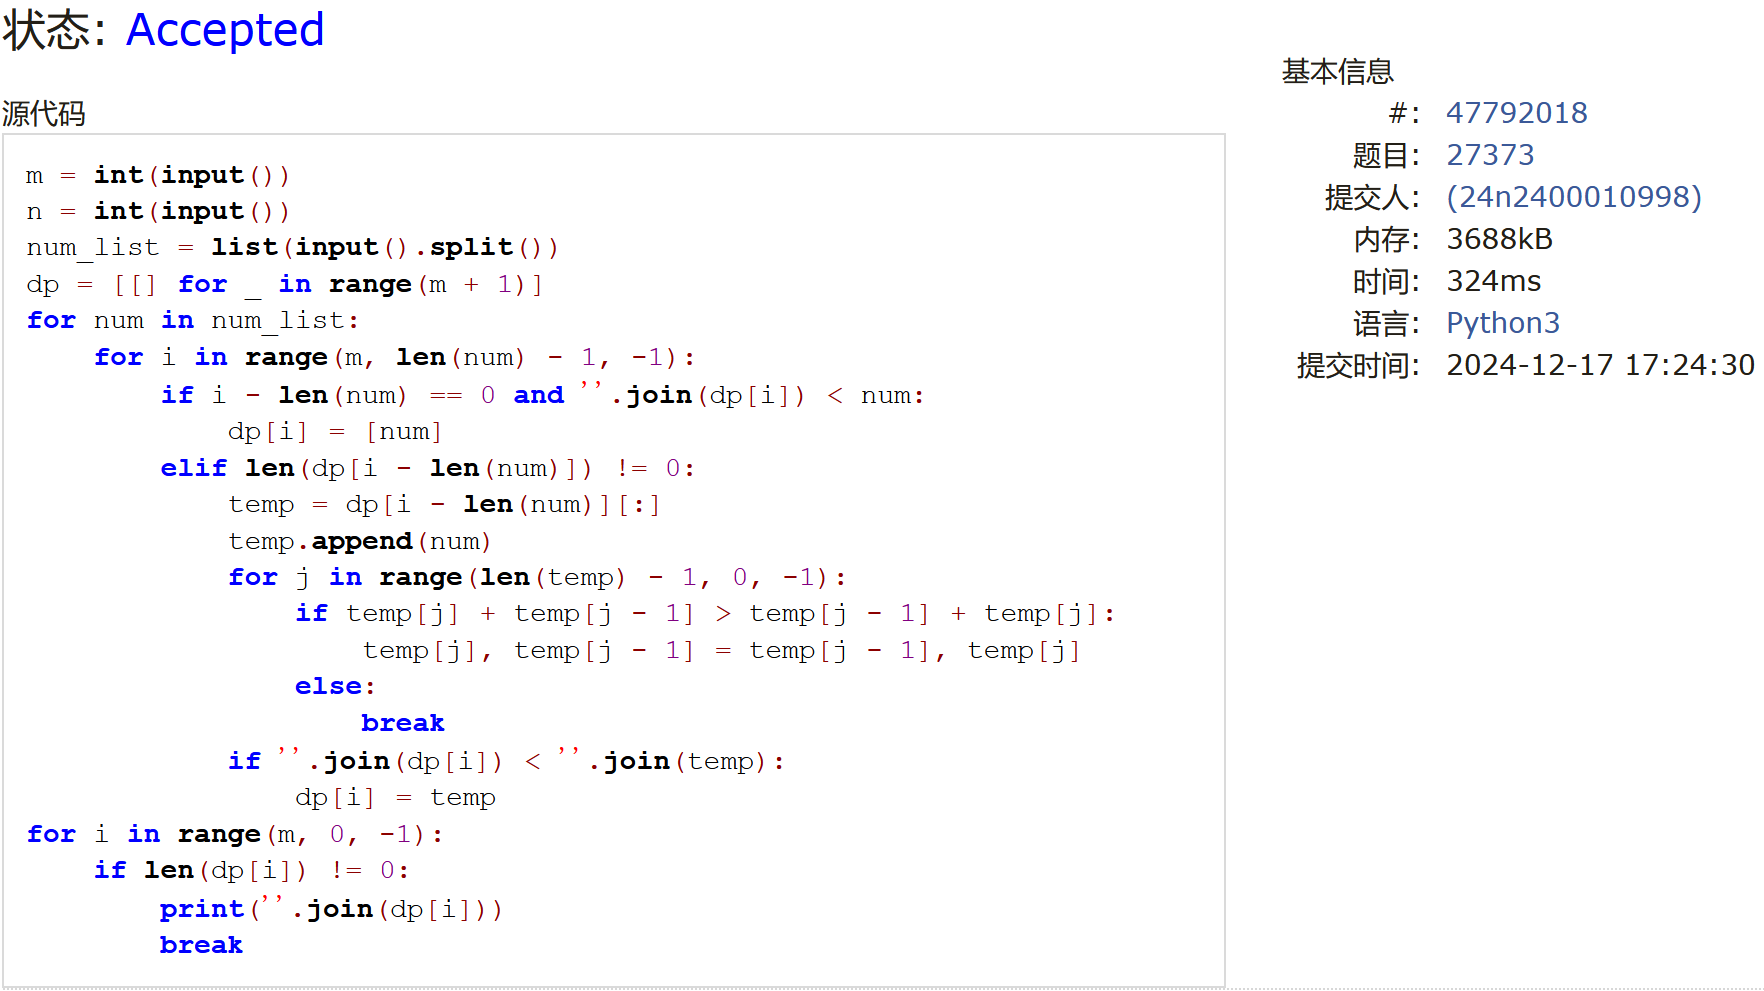 状态: Accepted
源代码
m = int(input())
n = int(input())
num_list = list(input().split())
dp = [[] for _ in range(m + 1)]
for num in num_list:
    for i in range(m, len(num) - 1, -1):
        if i - len(num) == 0 and ''.join(dp[i]) < num:
            dp[i] = [num]
        elif len(dp[i - len(num)]) != 0:
            temp = dp[i - len(num)][:]
            temp.append(num)
            for j in range(len(temp) - 1, 0, -1):
                if temp[j] + temp[j - 1] > temp[j - 1] + temp[j]:
                    temp[j], temp[j - 1] = temp[j - 1], temp[j]
                else:
                    break
            if ''.join(dp[i]) < ''.join(temp):
                dp[i] = temp
for i in range(m, 0, -1):
    if len(dp[i]) != 0:
        print(''.join(dp[i]))
        break
基本信息
#: 47792018
题目: 27373
提交人: (24n2400010998)
内存: 3688kB
时间: 324ms
语言: Python3
提交时间: 2024-12-17 17:24:30